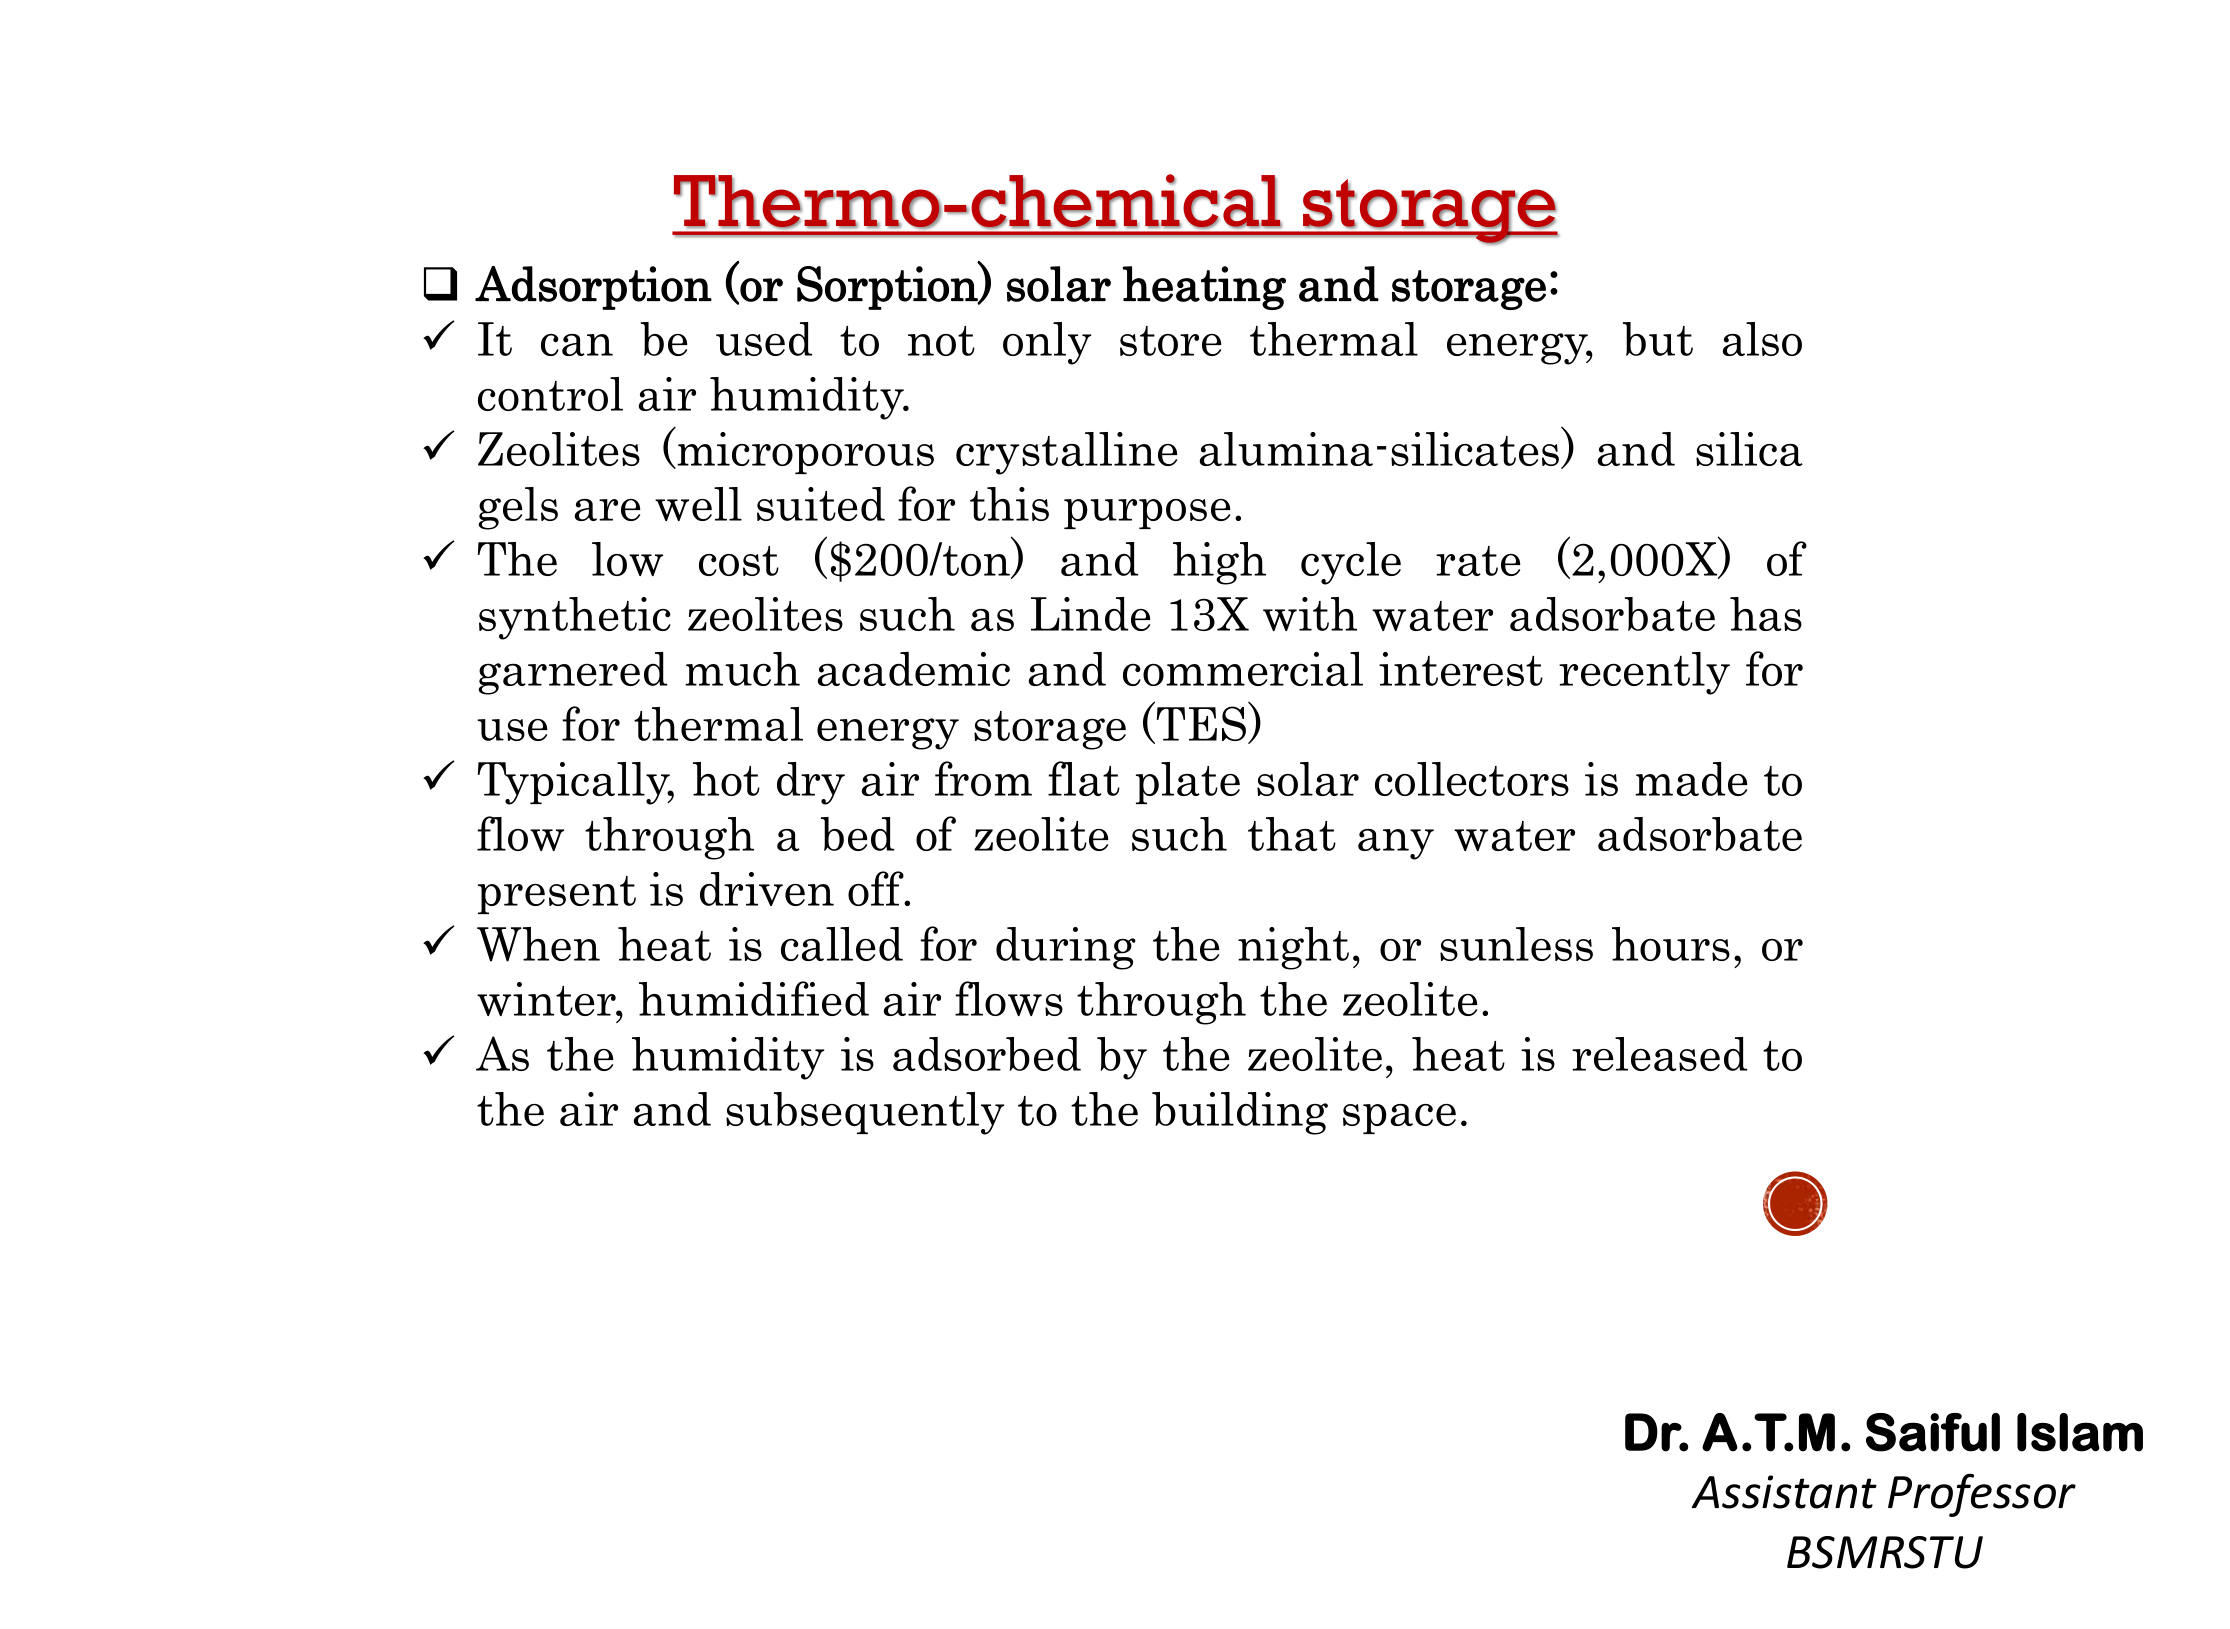 Thermo-chemical storage
❑ Adsorption (or Sorption) solar heating and storage:
✓ It can be used to not only store thermal energy, but also
control air humidity.
✓ Zeolites (microporous crystalline alumina-silicates) and silica
gels are well suited for this purpose.
✓ The low cost ($200/ton) and high cycle rate (2,000X) of
synthetic zeolites such as Linde 13X with water adsorbate has
garnered much academic and commercial interest recently for
use for thermal energy storage (TES)
✓ Typically, hot dry air from flat plate solar collectors is made to
flow through a bed of zeolite such that any water adsorbate
present is driven off.
✓ When heat is called for during the night, or sunless hours, or
winter, humidified air flows through the zeolite.
✓ As the humidity is adsorbed by the zeolite, heat is released to
the air and subsequently to the building space.
Dr. A.T.M. Saiful Islam
Assistant Professor
BSMRSTU